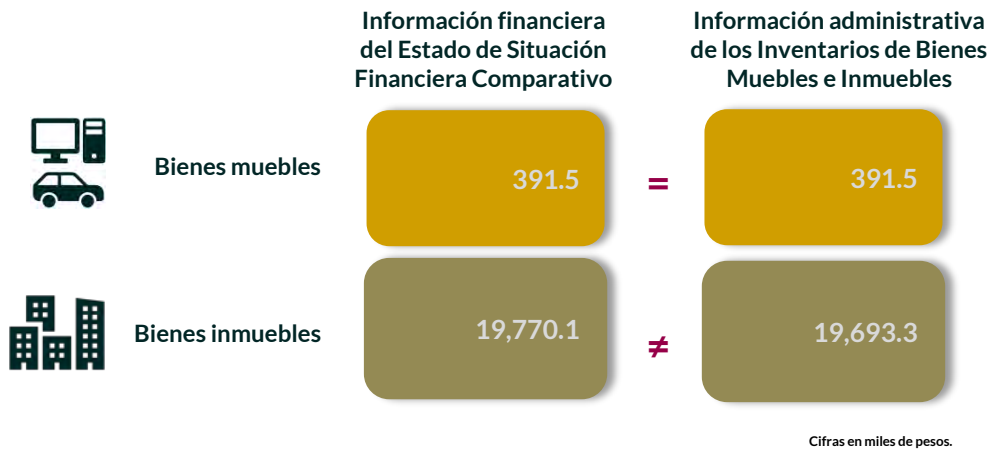 Información financiera
del Estado de Situación
Financiera Comparativo
Información administrativa
de los Inventarios de Bienes
Muebles e Inmuebles
Bienes muebles
391.5
=
391.5
Bienes inmuebles
19,770.1
≠
19,693.3
Cifras en miles de pesos.